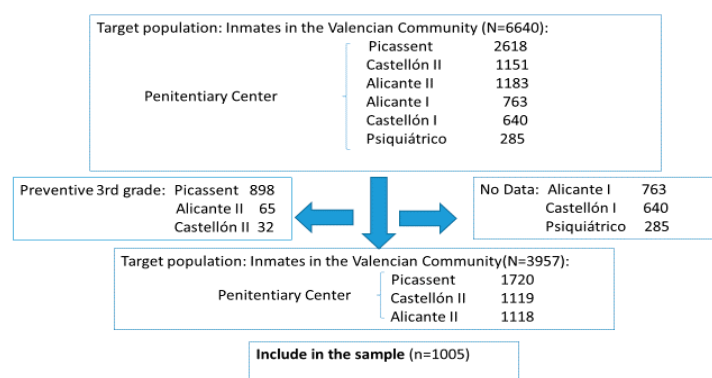 Target population: Inmates in the Valencian Community (N=6640):
Picassent 2618
Castellón II 1151
Alicante II 1183
Penitentiary Center
Alicante I 763
Castellón I 640
Psiquiátrico 285
Preventive 3rd grade: Picassent 898
Alicante II 65
Castellón II 32
No Data: Alicante I 763
Castellón I 640
Psiquiátrico 285
Target population: Inmates in the Valencian Community(N=3957):
Picassent 1720
Penitentiary Center Castellón II 1119
Alicante II 1118
Include in the sample (n=1005)